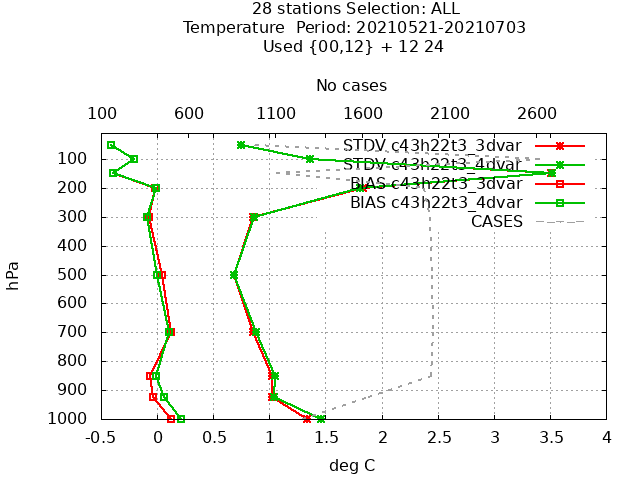 28 stations Selection: ALL
Temperature  Period: 20210521-20210703
Used {00,12} + 12 24
No cases
100 600 1100 1600 2100 2600
STDV c43h22t3_3dvar
STDV c43h22t3_4dvar
BIAS c43h22t3_3dvar
BIAS c43h22t3_4dvar
CASES
100
200
300
400
500
600
700
800
900
1000
hPa
-0.5 0 0.5 1 1.5 2 2.5 3 3.5 4
deg C